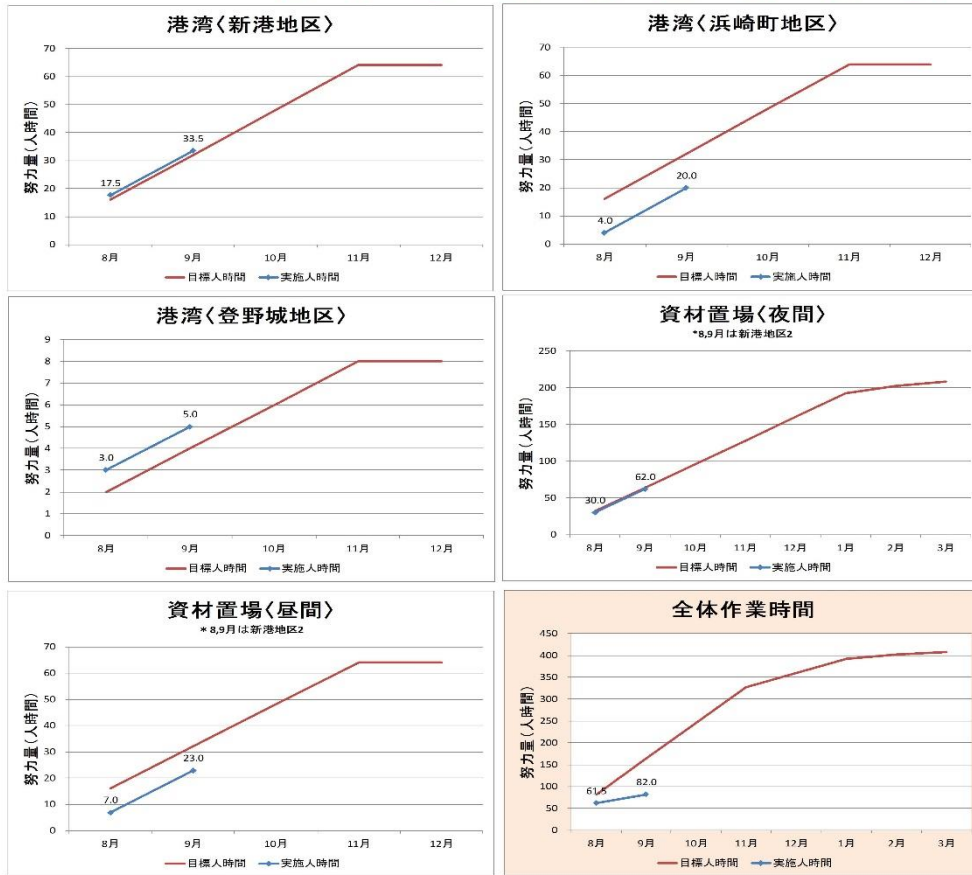 港湾〈新港地区〉
努力量(人時間)
70
60
50
40
30
20
10
0
17.5
33.5
8月 9月 10月 11月 12月
目標人時間 実施人時間
港湾〈浜崎町地区〉
努力量(人時間)
70
60
50
40
30
20
10
0
4.0
20.0
8月 9月 10月 11月 12月
目標人時間 実施人時間
港湾〈登野城地区〉
努力量(人時間)
9
8
7
6
5
4
3
2
1
0
3.0
5.0
8月 9月 10月 11月 12月
目標人時間 実施人時間
資材置場〈夜間〉
*8,9月は新港地区2
努力量(人時間)
250
200
150
100
50
0
30.0
62.0
8月 9月 10月 11月 12月 1月 2月 3月
目標人時間 実施人時間
資材置場〈昼間〉
*8,9月は新港地区2
努力量(人時間)
70
60
50
40
30
20
10
0
7.0
23.0
8月 9月 10月 11月 12月
目標人時間 実施人時間
全体作業時間
努力量(人時間)
450
400
350
300
250
200
150
100
50
0
61.5
82.0
8月 9月 10月 11月 12月 1月 2月 3月
目標人時間 実施人時間